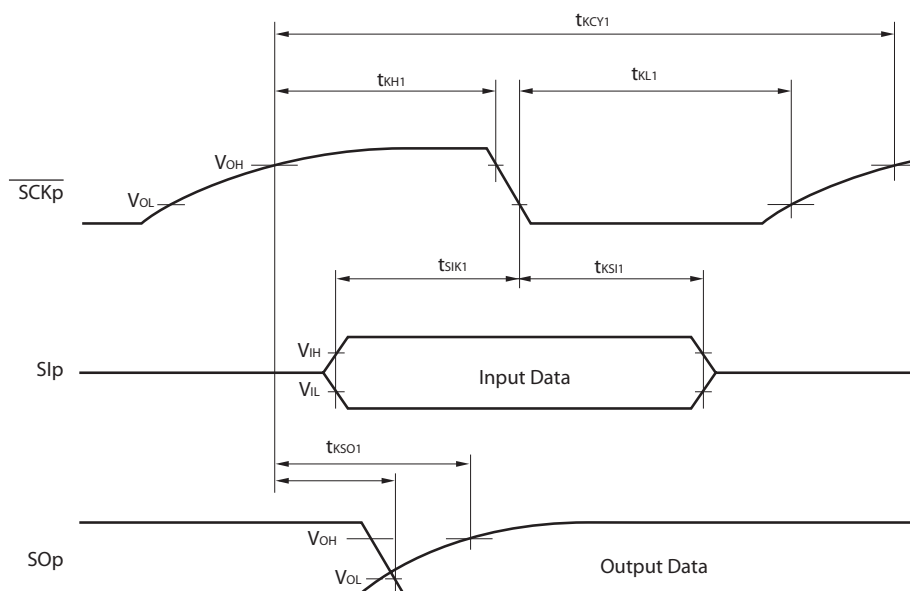 tKCY1
tKH1
tKL1
VOH
SCKp
VOL
tSIK1
tKSI1
VIH
SIp
Input Data
VIL
tKSO1
VOH
SOp
Output Data
VOL